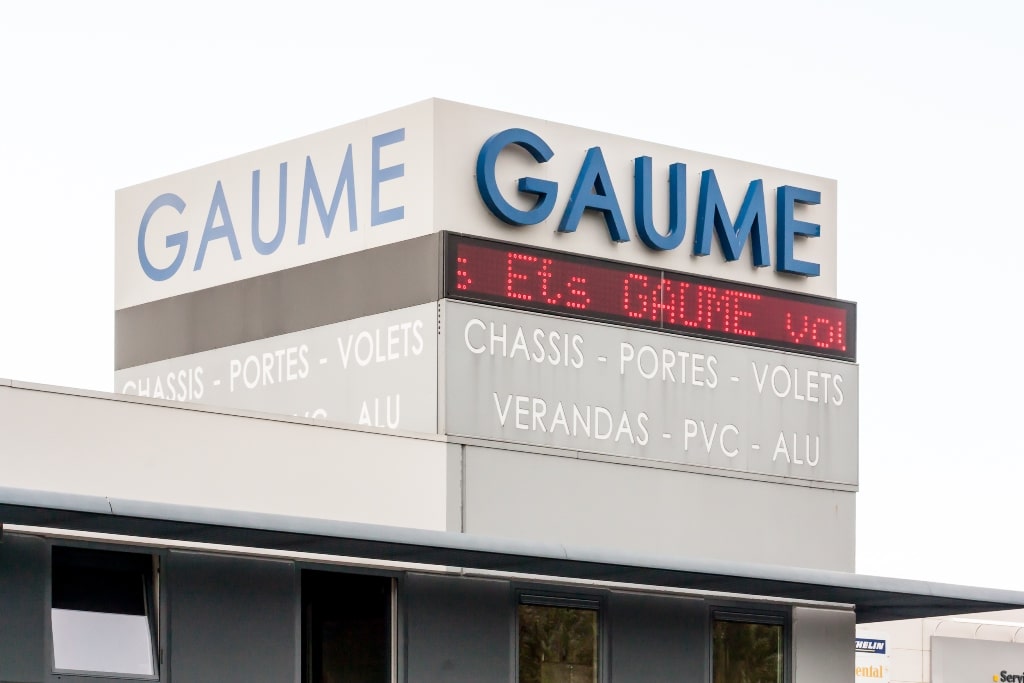 GAUME
CHASSIS - PORTES - VOLETS
ALU
GAUME
Ets GAUME
CHASSIS - PORTES - VOLETS
VERANDAS - PVC - ALU